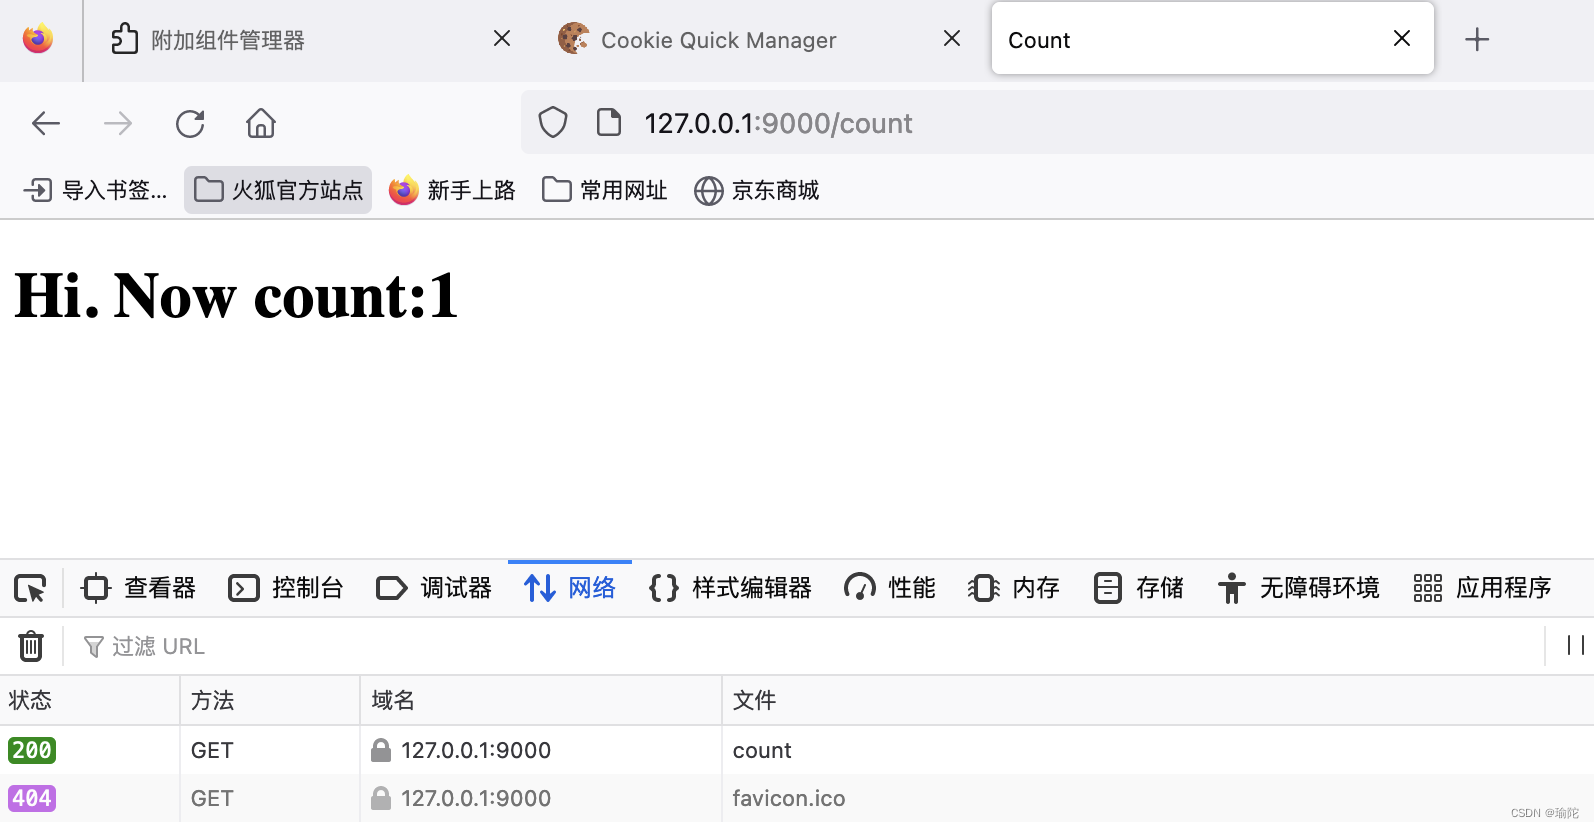 附加组件管理器 Cookie Quick Manager Count
127.0.0.1:9000/count
导入书签... 火狐官方站点 新手上路 常用网址 京东商城
Hi. Now count:1
查看器 控制台 调试器 网络 样式编辑器 性能 内存 存储 无障碍环境 应用程序
过滤 URL
状态 方法 域名 文件
200 GET 127.0.0.1:9000 count
404 GET 127.0.0.1:9000 favicon.ico
CSDN @瑜陀